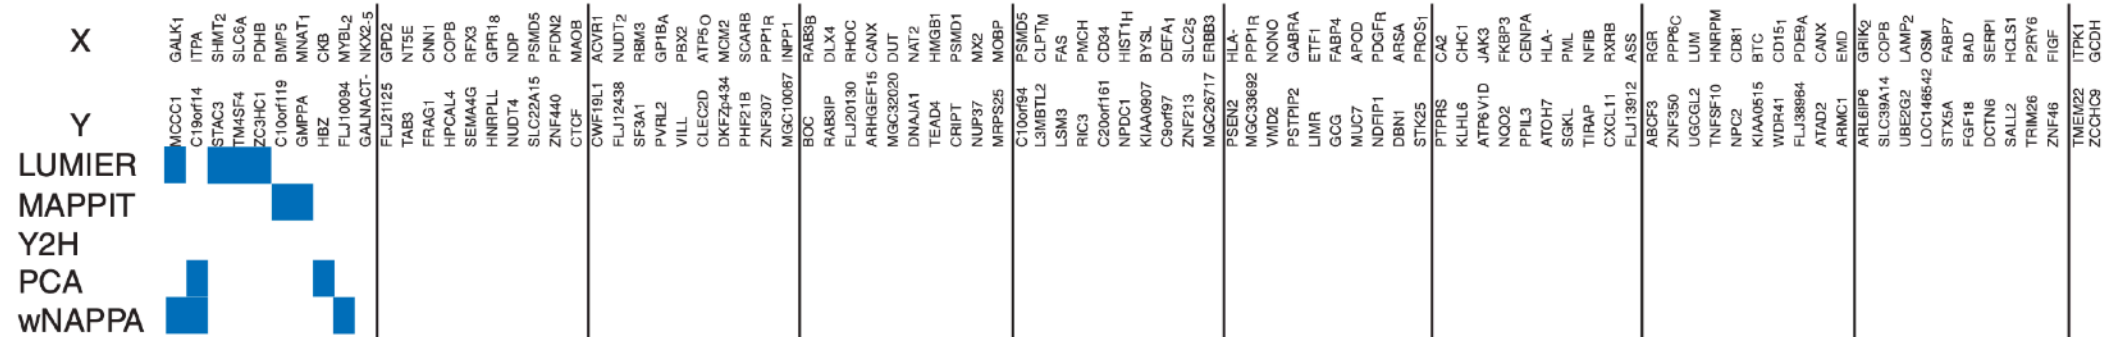 X GALK1 ITPA SHMT2 SLC6A PDHB BMP5 MNAT1 CKB MYBL2 NKX2-5 GPD2 NT5E CNN1 COPB RFX3 GPR18 NDP PSMD5 PFDN2 MAOB ACVR1 NUDT2 RBM3 GP1BA PBX2 ATP5O MCM2 SCARB PPP1R INPP1 RAB3B DLX4 RHOC CANX DUT NAT2 HMGB1 PSMD1 MX2 MOBP PSMD5 CLPTM FAS PMCH CD34 HIST1H BYSL DEFA1 SLC25 ERBB3 HLA- PPP1R NONO GABRA ETF1 FABP4 APOD PDGFR ARSA PROS1 CA2 CHC1 JAK3 FKBP3 CENPA HLA- PML NFIB RXRB ASS RGR PPP6C LUM HNRPM CD81 BTC CD151 PDE9A CANX EMD GRIK2 COPB LAMP2 OSM FABP7 BAD SERPI HCLS1 P2RY6 FIGF ITPK1 GCDH
Y MCCC1 C19orf14 STAC3 TM4SF4 ZC3HC1 C10orf119 GMPPA HBZ FLJ10094 GALNACT- FLJ21125 TAB3 FRAG1 HPCAL4 SEMA4G HNRPLL NUDT4 SLC22A15 ZNF440 CTCF CWF19L1 FLJ12438 SF3A1 PVRL2 VILL CLEC2D DKFZp434 PHF21B ZNF307 MGC10067 BOC RAB3IP FLJ20130 ARHGEF15 MGC32020 DNAJA1 TEAD4 CRIPT NUP37 MRPS25 C10orf94 L3MBTL2 LSM3 RIC3 C20orf161 NPDC1 KIAA0907 C9orf97 ZNF213 MGC26717 PSEN2 MGC33692 VMD2 PSTPIP2 LIMR GCG MUC7 NDFIP1 DBN1 STK25 PTPRS KLHL6 ATP6V1D NQO2 PPIL3 ATOH7 SGKL TIRAP CXCL11 FLJ13912 ABCF3 ZNF350 UGCGL2 TNFSF10 NPC2 KIAA0515 WDR41 FLJ38964 ATAD2 ARMC1 ARL6IP6 SLC39A14 UBE2G2 LOC146542 STX5A FGF18 DCTN6 SALL2 TRIM26 ZNF46 TMEM22 ZCCHC9
LUMIER
MAPPIT
Y2H
PCA
wNAPPA